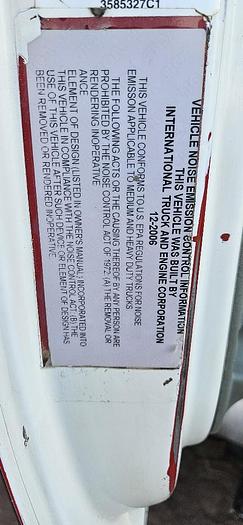 3585327C1
VEHICLE NOISE EMISSION CONTROL INFORMATION
THIS VEHICLE WAS BUILT BY
INTERNATIONAL TRUCK AND ENGINE CORPORATION
12-2006
THIS VEHICLE CONFORMS TO U.S. EPA REGULATIONS FOR NOISE
EMISSION APPLICABLE TO MEDIUM AND HEAVY DUTY TRUCKS.
THE FOLLOWING ACTS OR THE CAUSING THEREOF BY ANY PERSON ARE
PROHIBITED BY THE NOISE CONTROL ACT OF 1972: (A) THE REMOVAL OR
RENDERING INOPERATIVE
ANCE
ELEMENT OF DESIGN (LISTED IN OWNER'S MANUAL) INCORPORATED INTO
THIS VEHICLE IN COMPLIANCE WITH THE NOISE CONTROL ACT, (B) THE
USE OF THIS VEHICLE AFTER SUCH DEVICE OR ELEMENT OF DESIGN HAS
BEEN REMOVED OR RENDERED INOPERATIVE.